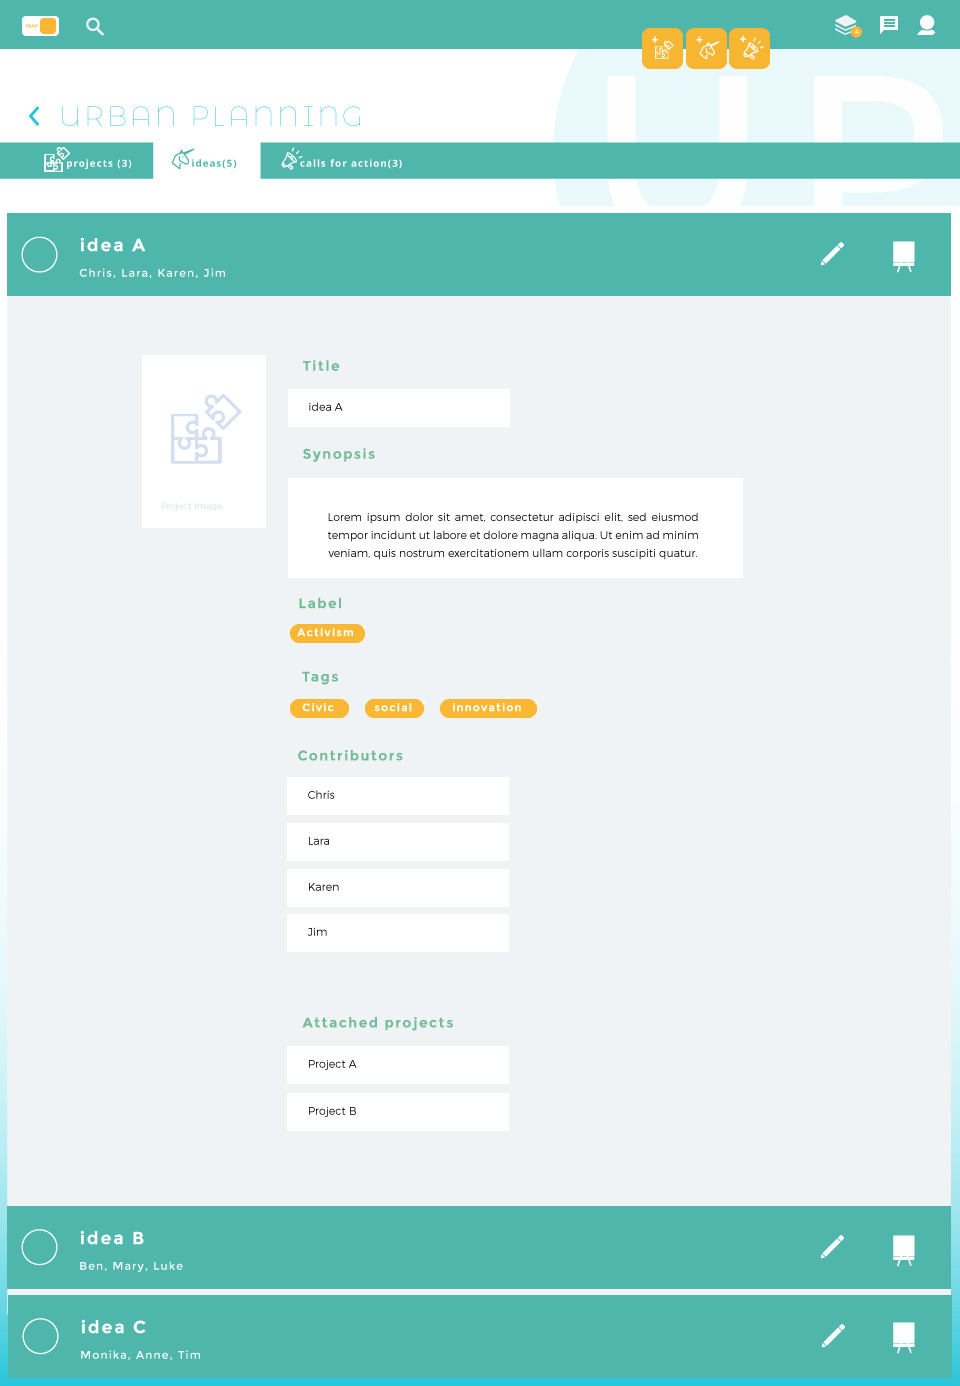 MAP
4
URBAN PLANNING
UP
projects (3)
ideas(5)
calls for action(3)
idea A
Chris, Lara, Karen, Jim
Title
idea A
Synopsis
Lorem ipsum dolor sit amet, consectetur adipisci elit, sed eiusmod
tempor incidunt ut labore et dolore magna aliqua. Ut enim ad minim
veniam, quis nostrum exercitationem ullam corporis suscipiti quatur.
Project Image
Label
Activism
Tags
Civic social innovation
Contributors
Chris
Lara
Karen
Jim
Attached projects
Project A
Project B
idea B
Ben, Mary, Luke
idea C
Monika, Anne, Tim